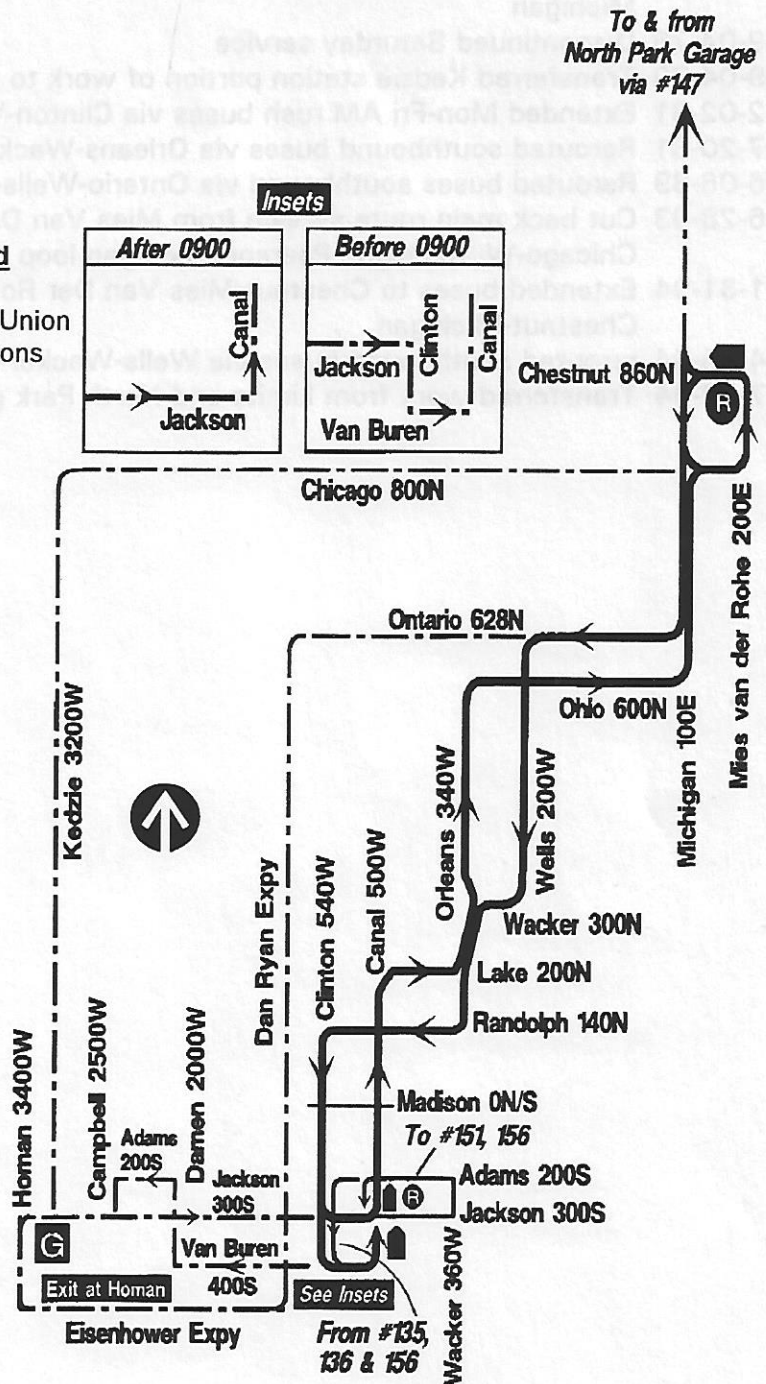 To & from
North Park Garage
via #147
Insets
After 0900
Canal
Jackson
Before 0900
Jackson
Clinton
Canal
Van Buren
Union
Chestnut 860N
R
Chicago 800N
Mies van der Rohe 200E
Ontario 628N
Ohio 600N
Michigan 100E
Kedzie 3200W
Dan Ryan Expy
Clinton 540W
Canal 500W
Orleans 340W
Wells 200W
Wacker 300N
Lake 200N
Randolph 140N
Madison 0N/S
To #151, 156
Adams 200S
R
Jackson 300S
Homan 3400W
Campbell 2500W
Damen 2000W
Adams
200S
Jackson
300S
G
Van Buren
400S
Exit at Homan
See Insets
Wacker 360W
Eisenhower Expy
From #135,
136 & 156